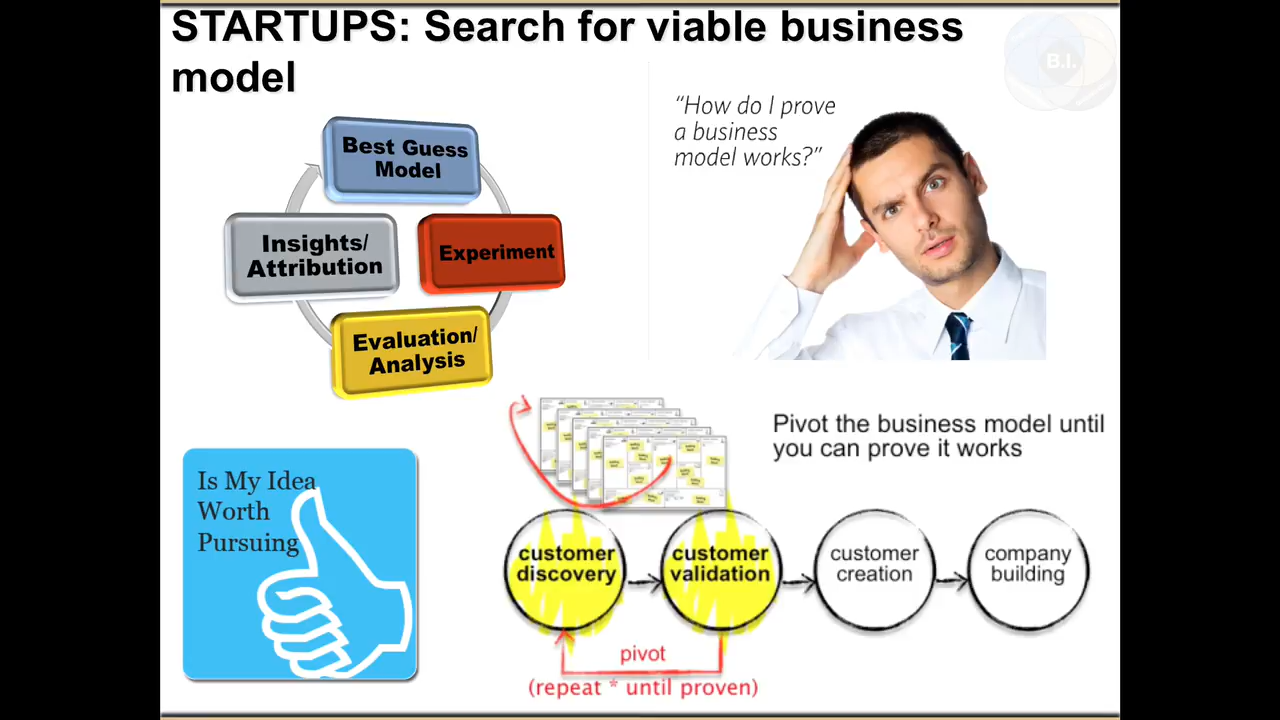 STARTUPS: Search for viable business
model
B.I.
“How do I prove
a business
model works?”
Best Guess
Model
Insights/
Attribution
Experiment
Evaluation/
Analysis
Pivot the business model until
you can prove it works
Is My Idea
Worth
Pursuing
customer
discovery
customer
validation
customer
creation
company
building
pivot
(repeat * until proven)